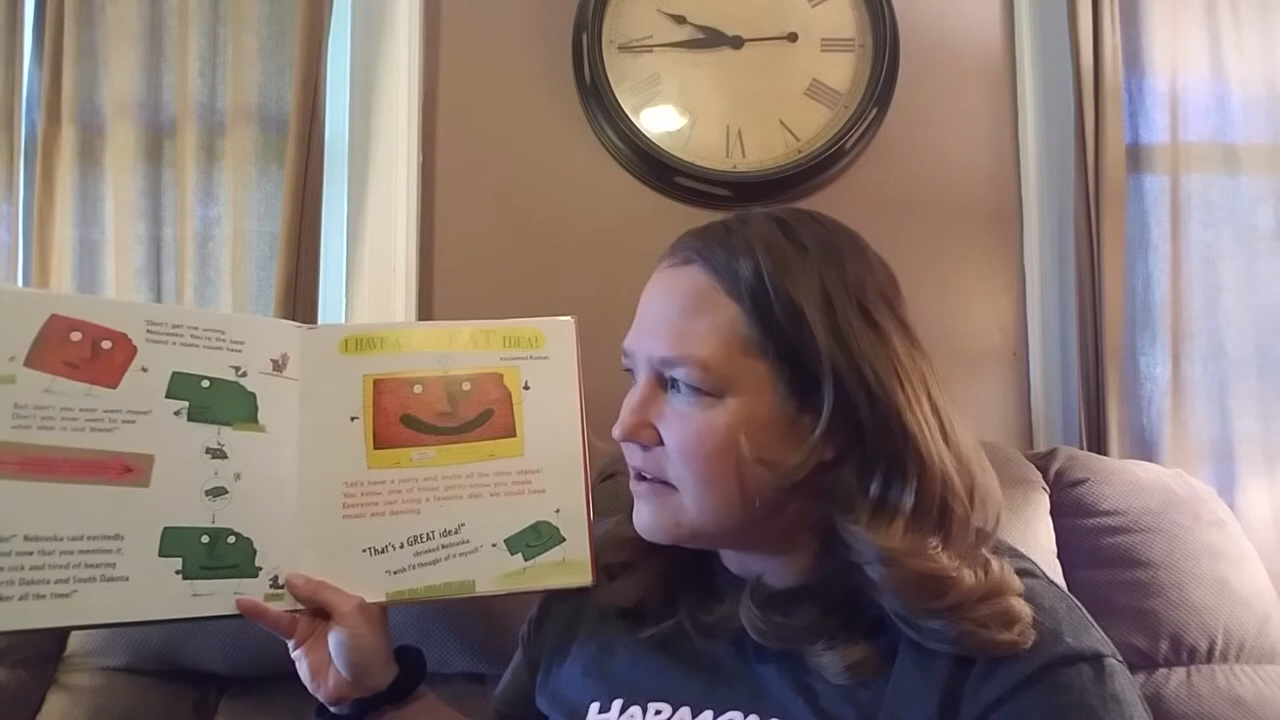 "Don't get me wrong,
Nebraska. You're the best
friend a state could have.
But don't you ever want more?
Don't you ever want to see
what else is out there?"
Nebraska said excitedly
nd now that you mention it,
sick and tired of hearing
rth Dakota and South Dakota
ker all the time!"
I HAVE A GREAT IDEA!
exclaimed Kansas.
"Let's have a party and invite all the other states!
You know, one of those get-to-know-you deals.
Everyone can bring a favorite dish. We could have
music and dancing.
"That's a GREAT idea!"
shrieked Nebraska.
"I wish I'd thought of it myself."
VI
HARMON